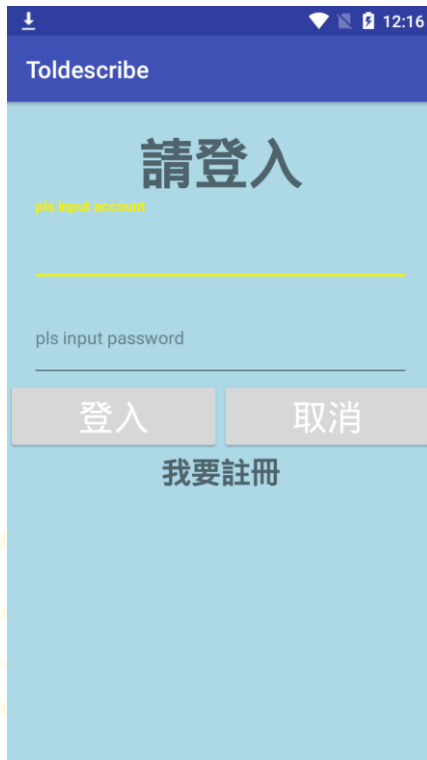 12:16
Toldescribe
請登入
pls input account
pls input password
登入 取消
我要註冊